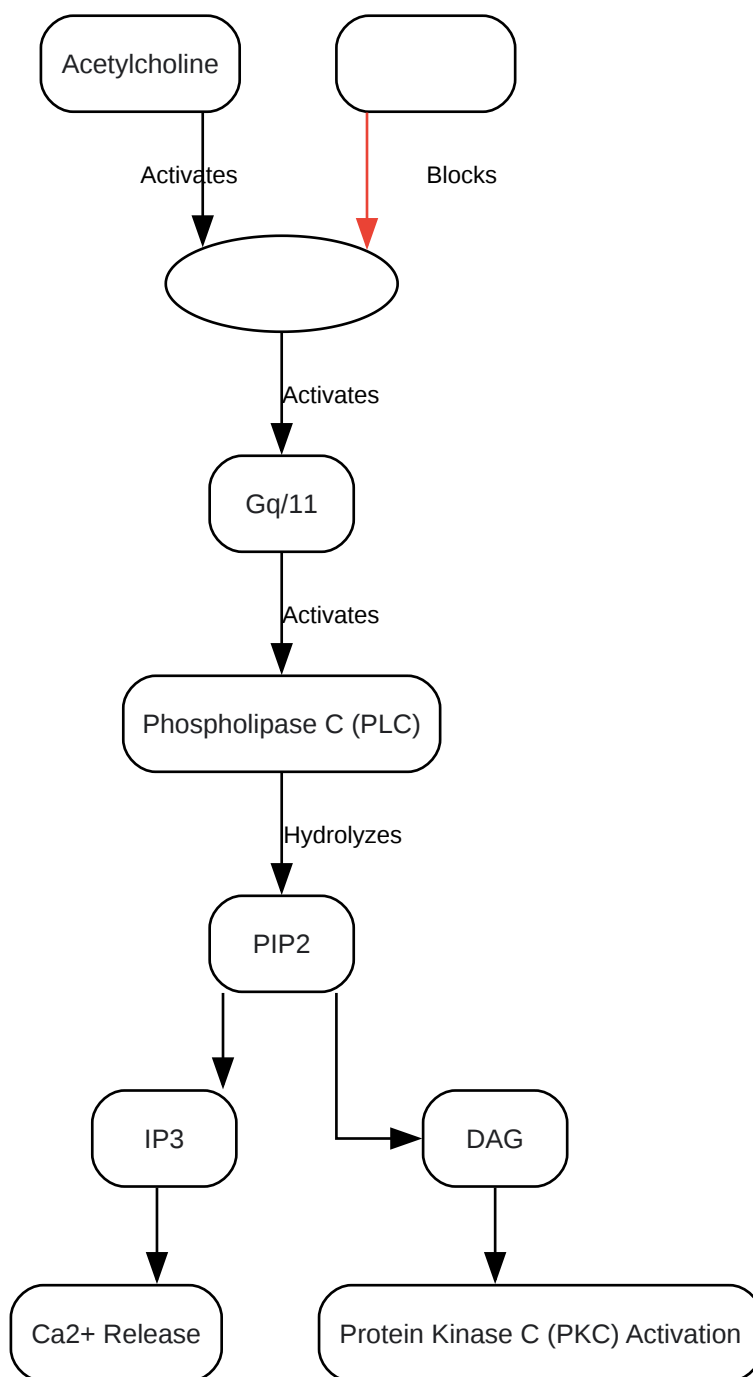 Acetylcholine
Activates
Blocks
Activates
Gq/11
Activates
Phospholipase C (PLC)
Hydrolyzes
PIP2
IP3
DAG
Ca2+ Release
Protein Kinase C (PKC) Activation